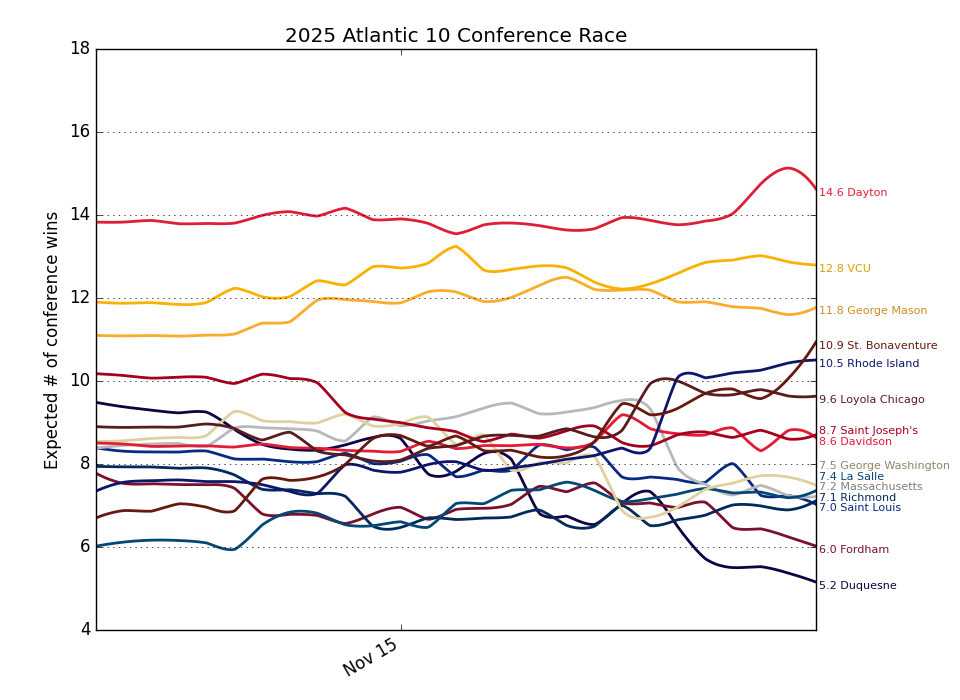 2025 Atlantic 10 Conference Race
Expected # of conference wins
18
16
14
12
10
8
6
4
Nov 15
14.6 Dayton
12.8 VCU
11.8 George Mason
10.9 St. Bonaventure
10.5 Rhode Island
9.6 Loyola Chicago
8.7 Saint Joseph's
8.6 Davidson
7.5 George Washington
7.4 La Salle
7.2 Massachusetts
7.1 Richmond
7.0 Saint Louis
6.0 Fordham
5.2 Duquesne